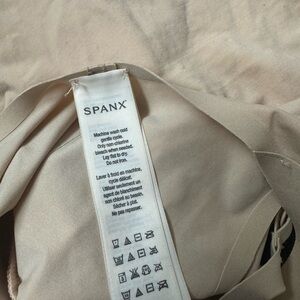 SPANX
Machine wash cold
gentle cycle.
Only non-chlorine
bleach when needed.
Lay flat to dry.
Do not iron.
Laver à froid en machine,
cycle délicat.
Utiliser seulement un
agent de blanchiment
non chloré au besoin.
Sécher à plat.
Ne pas repasser.